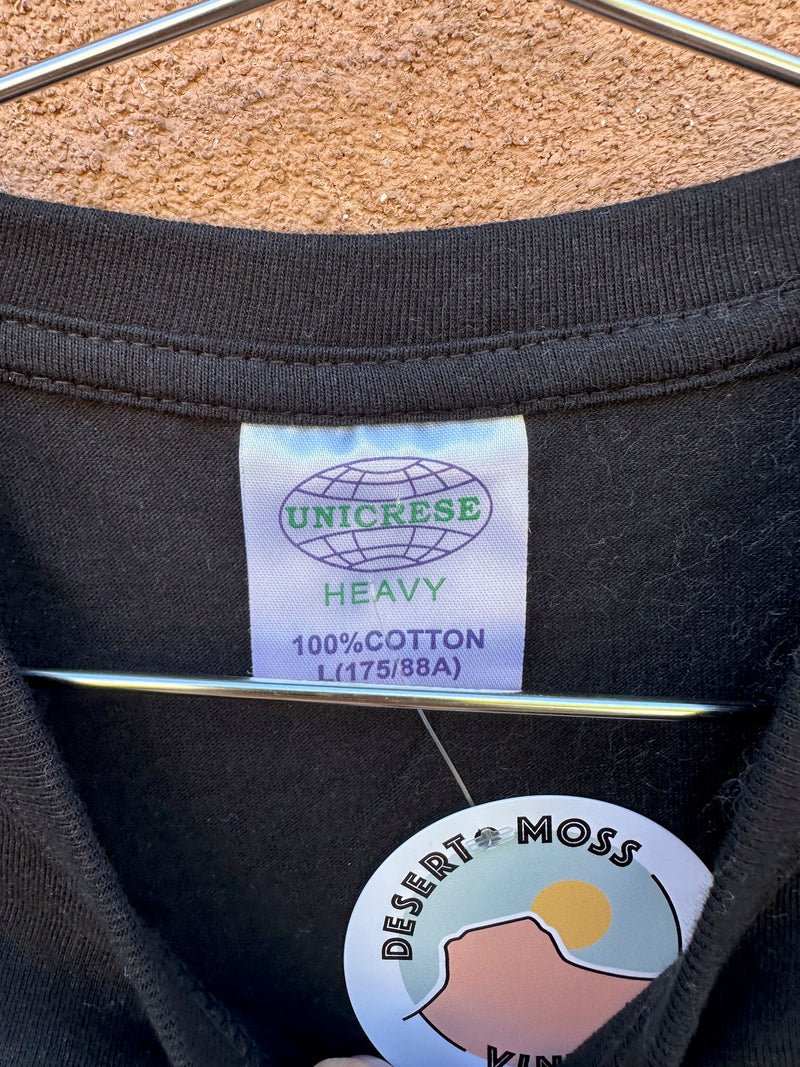 UNICRESE
HEAVY
100%COTTON
L(175/88A)
DESERT MOSS